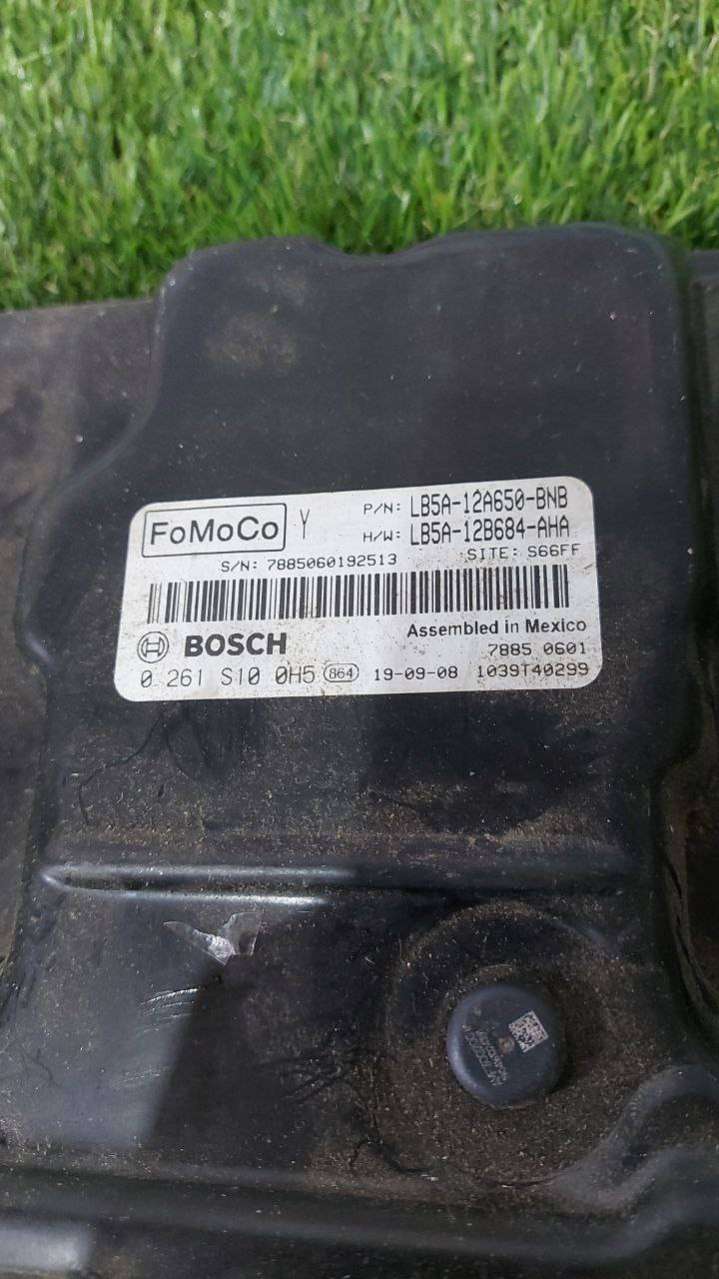 FoMoCo Y P/N: LB5A-12A650-BNB
H/W: LB5A-12B684-AHA
S/N: 7885060192513 SITE: S66FF
Assembled in Mexico
BOSCH 7885 0601
0 261 S10 0H5 864 19-09-08 1039T40299